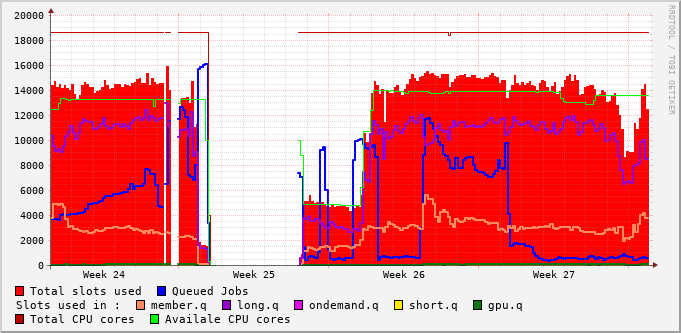 RRDTOOL / TOBI OETIKER
20000
18000
16000
14000
12000
10000
8000
6000
4000
2000
0
Week 24 Week 25 Week 26 Week 27
Total slots used Queued Jobs
Slots used in : member.q long.q ondemand.q short.q gpu.q
Total CPU cores Availale CPU cores